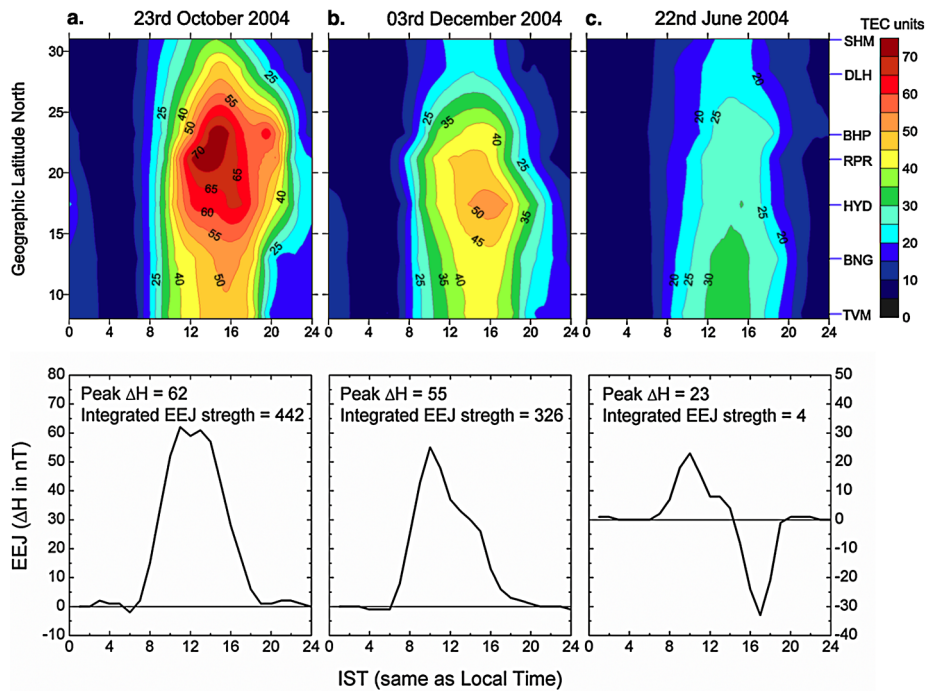 a. 23rd October 2004
b. 03rd December 2004
c. 22nd June 2004
TEC units
Geographic Latitude North
30
25
20
15
10
25
40
50
55
25
70
65
65
60
55
50
40
25
25
40
0 4 8 12 16 20 24
25
35
40
25
50
45
35
25
35
40
0 4 8 12 16 20 24
20
20
25
25
20
20
25
30
0 4 8 12 16 20 24
SHM
DLH
BHP
RPR
HYD
BNG
TVM
70
60
50
40
30
20
10
0
EEJ (ΔH in nT)
80
70
60
50
40
30
20
10
0
-10
Peak ΔH = 62
Integrated EEJ stregth = 442
0 4 8 12 16 20 24
Peak ΔH = 55
Integrated EEJ stregth = 326
0 4 8 12 16 20 24
Peak ΔH = 23
Integrated EEJ stregth = 4
0 4 8 12 16 20 24
50
40
30
20
10
0
-10
-20
-30
-40
IST (same as Local Time)